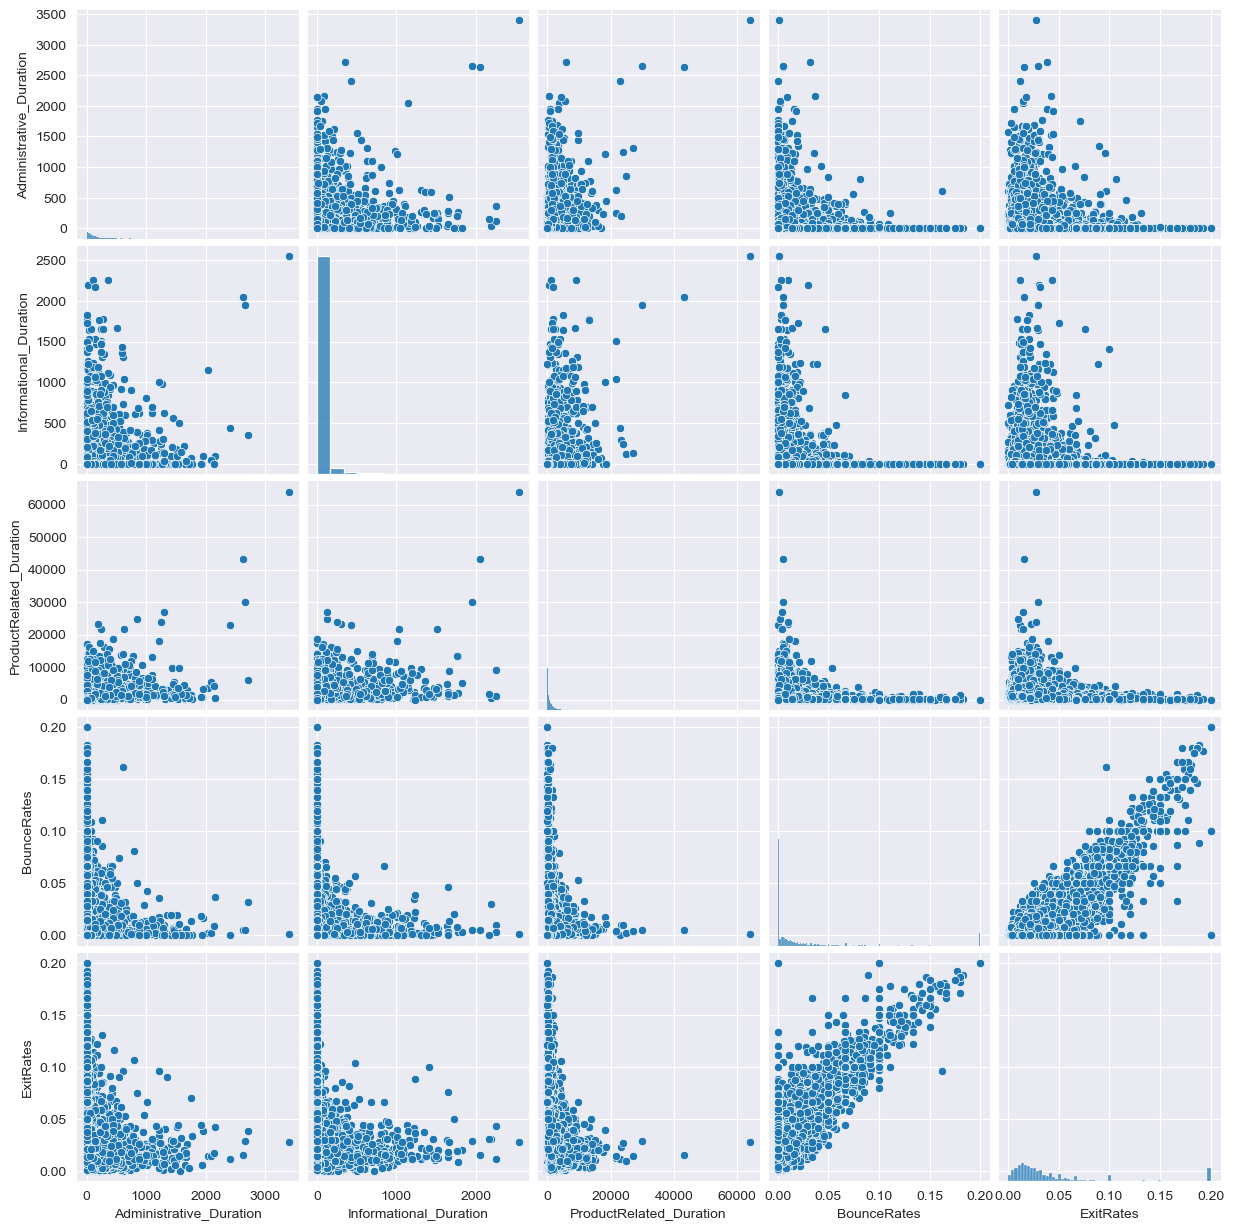 3500
3000
2500
2000
1500
1000
500
0
Administrative_Duration
2500
2000
1500
1000
500
0
Informational_Duration
60000
50000
40000
30000
20000
10000
0
ProductRelated_Duration
0.20
0.15
0.10
0.05
0.00
BounceRates
0.20
0.15
0.10
0.05
0.00
ExitRates
0 1000 2000 3000
0 1000 2000
0 20000 40000 60000
0.00 0.05 0.10 0.15 0.20
0.00 0.05 0.10 0.15 0.20
Administrative_Duration
Informational_Duration
ProductRelated_Duration
BounceRates
ExitRates